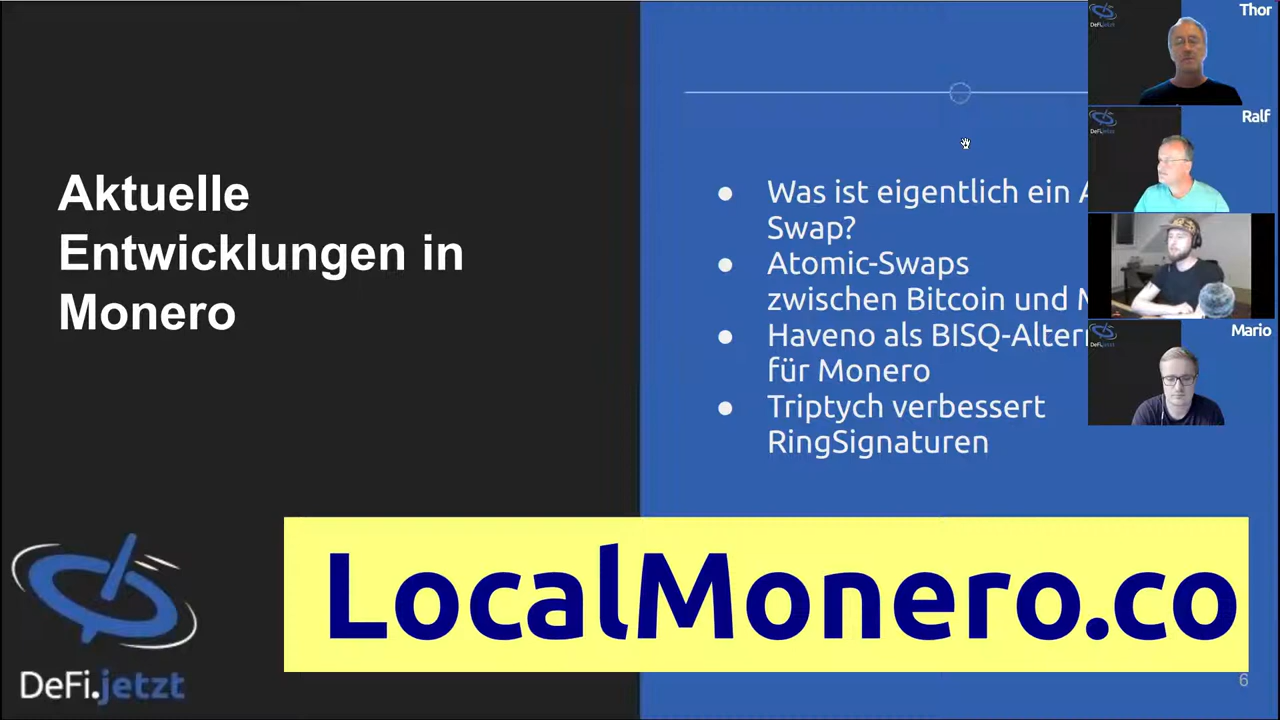 Aktuelle
Entwicklungen in
Monero
Was ist eigentlich ein
Swap?
Atomic-Swaps
zwischen Bitcoin und
Haveno als BISQ-Altern
für Monero
Triptych verbessert
RingSignaturen
LocalMonero.co
DeFi.jetzt
6
Thor
Ralf
Mario